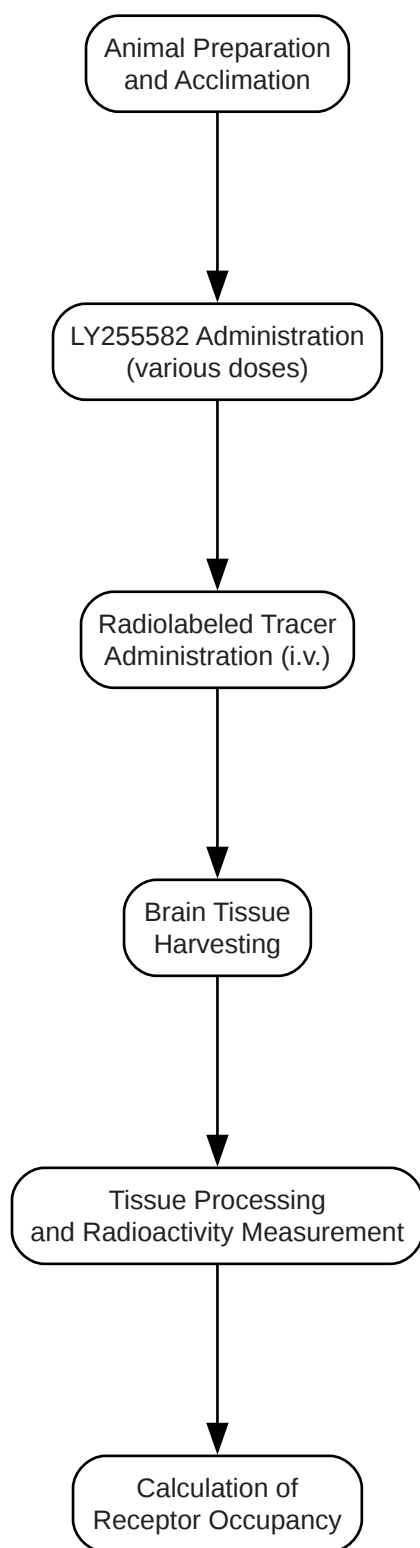 Animal Preparation
and Acclimation
LY255582 Administration
(various doses)
Radiolabeled Tracer
Administration (i.v.)
Brain Tissue
Harvesting
Tissue Processing
and Radioactivity Measurement
Calculation of
Receptor Occupancy